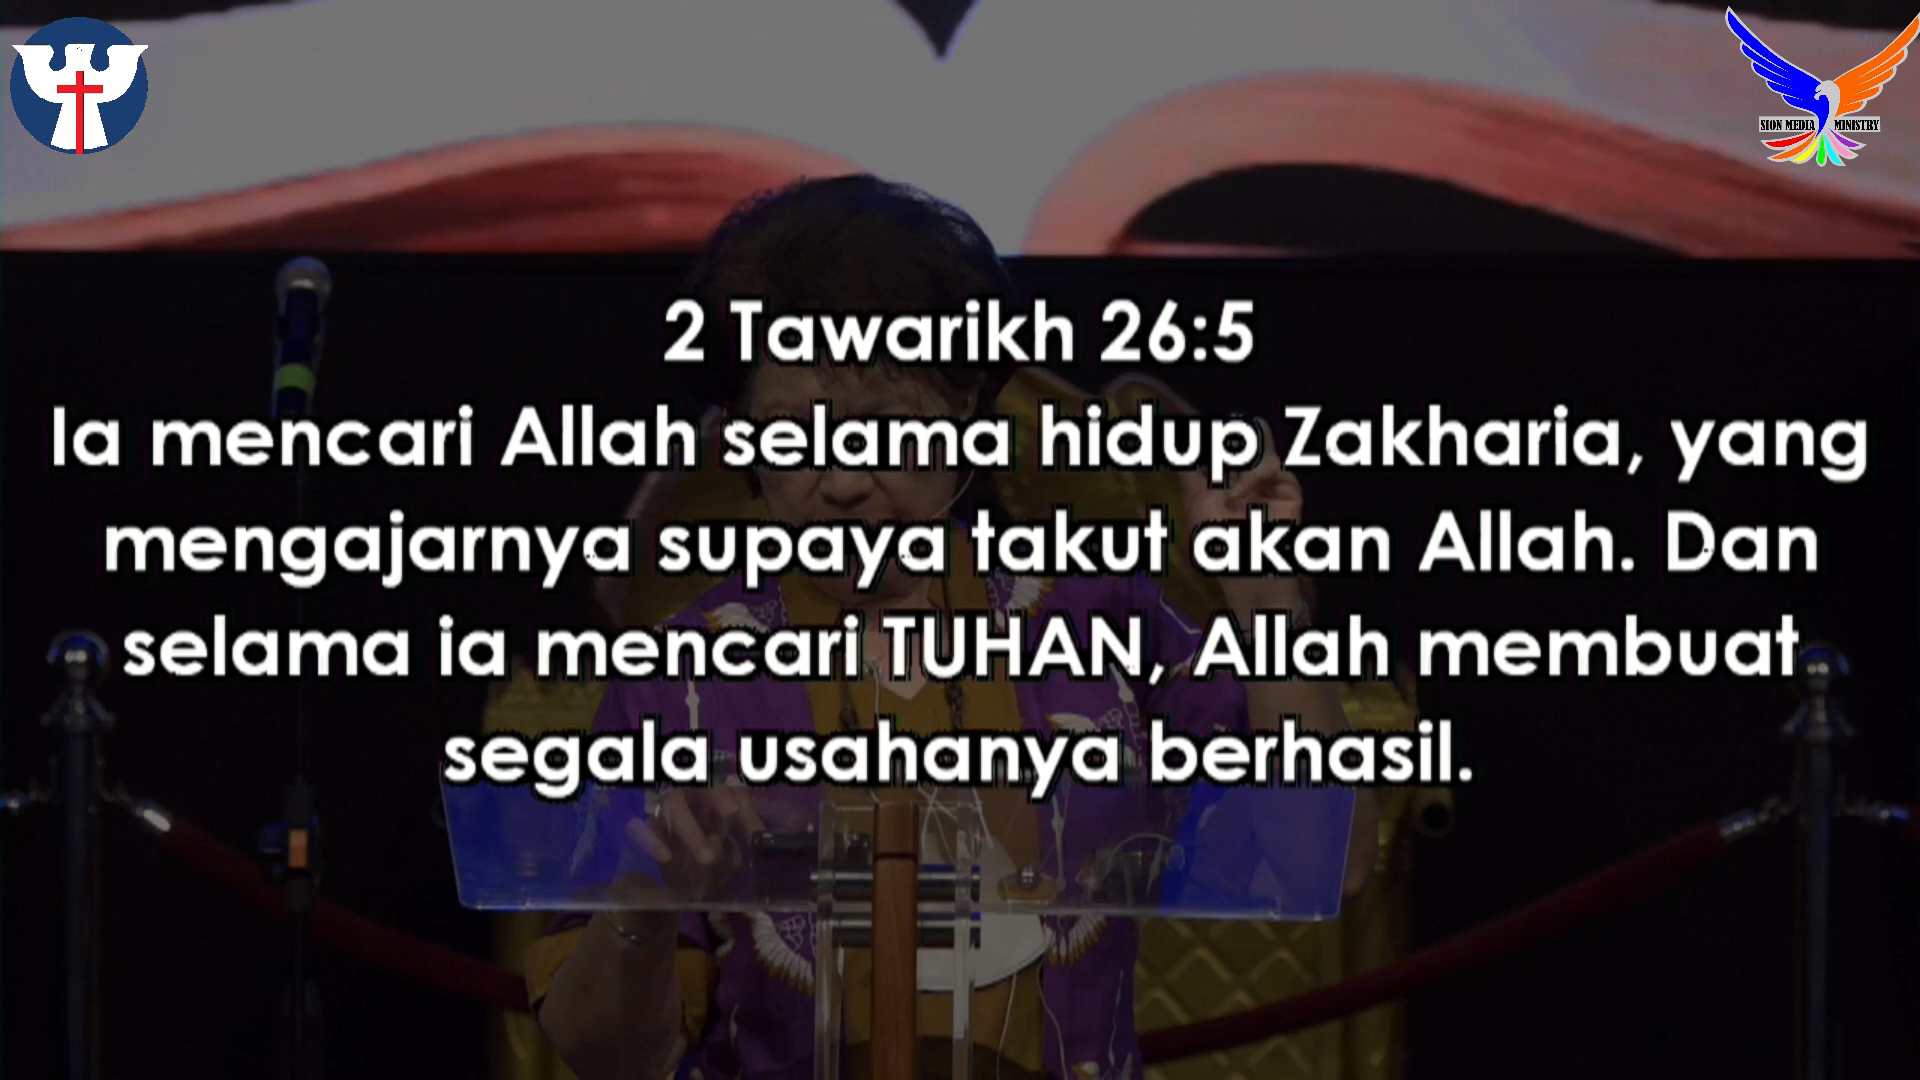 SION MEDIA MINISTRY
2 Tawarikh 26:5
Ia mencari Allah selama hidup Zakharia, yang
mengajarnya supaya takut akan Allah. Dan
selama ia mencari TUHAN, Allah membuat
segala usahanya berhasil.